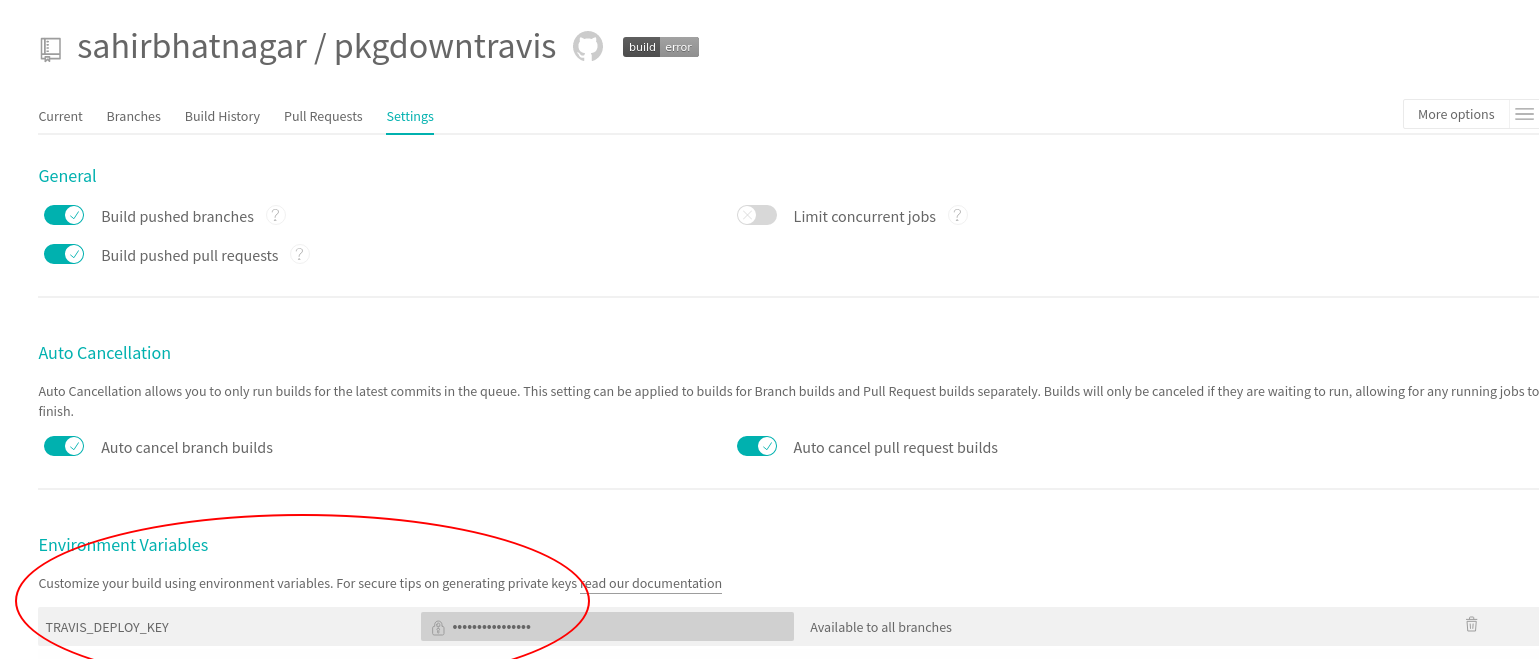 sahirbhatnagar / pkgdowntravis build error
Current Branches Build History Pull Requests Settings More options
General
Build pushed branches ? Limit concurrent jobs ?
Build pushed pull requests ?
Auto Cancellation
Auto Cancellation allows you to only run builds for the latest commits in the queue. This setting can be applied to builds for Branch builds and Pull Request builds separately. Builds will only be canceled if they are waiting to run, allowing for any running jobs to
finish.
Auto cancel branch builds Auto cancel pull request builds
Environment Variables
Customize your build using environment variables. For secure tips on generating private keys read our documentation
TRAVIS_DEPLOY_KEY •••••••••••••••• Available to all branches